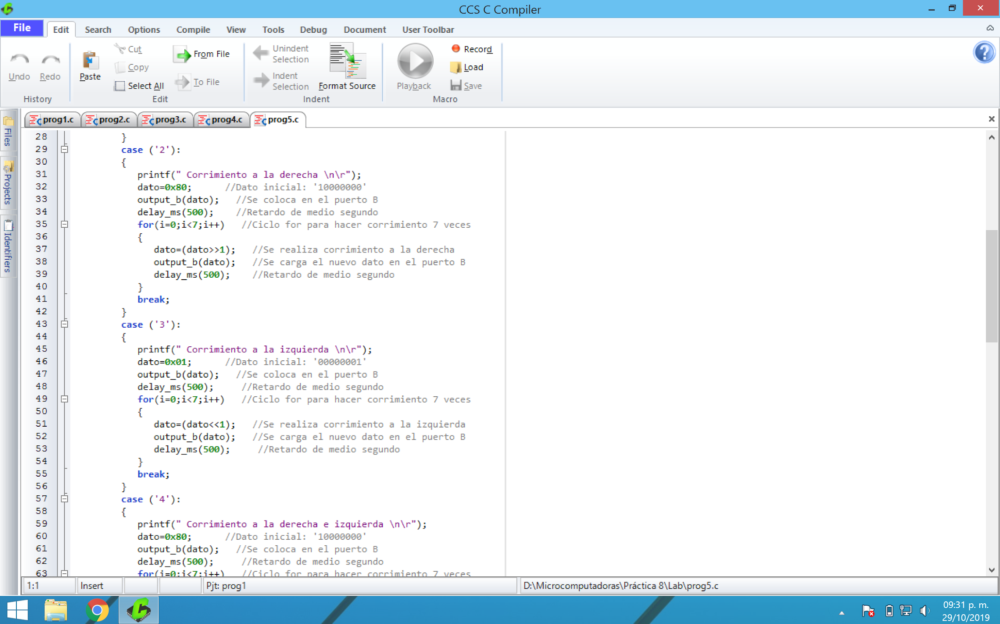 CCS C Compiler
File Edit Search Options Compile View Tools Debug Document User Toolbar
Undo Redo
History
Paste Cut Copy Select All From File To File
Edit
Unindent Selection Indent Selection Format Source
Indent
Playback Record Load Save
Macro
Files
Projects
Identifiers
prog1.c prog2.c prog3.c prog4.c prog5.c
28 }
29 case ('2'):
30 {
31 printf(" Corrimiento a la derecha \n\r");
32 dato=0x80; //Dato inicial: '10000000'
33 output_b(dato); //Se coloca en el puerto B
34 delay_ms(500); //Retardo de medio segundo
35 for(i=0;i<7;i++) //Ciclo for para hacer corrimiento 7 veces
36 {
37 dato=(dato>>1); //Se realiza corrimiento a la derecha
38 output_b(dato); //Se carga el nuevo dato en el puerto B
39 delay_ms(500); //Retardo de medio segundo
40 }
41 break;
42 }
43 case ('3'):
44 {
45 printf(" Corrimiento a la izquierda \n\r");
46 dato=0x01; //Dato inicial: '00000001'
47 output_b(dato); //Se coloca en el puerto B
48 delay_ms(500); //Retardo de medio segundo
49 for(i=0;i<7;i++) //Ciclo for para hacer corrimiento 7 veces
50 {
51 dato=(dato<<1); //Se realiza corrimiento a la izquierda
52 output_b(dato); //Se carga el nuevo dato en el puerto B
53 delay_ms(500); //Retardo de medio segundo
54 }
55 break;
56 }
57 case ('4'):
58 {
59 printf(" Corrimiento a la derecha e izquierda \n\r");
60 dato=0x80; //Dato inicial: '10000000'
61 output_b(dato); //Se coloca en el puerto B
62 delay_ms(500); //Retardo de medio segundo
63 for(i=0;i<7;i++) //Ciclo for para hacer corrimiento 7 veces
1:1 Insert Pjt: prog1 D:\Microcomputadoras\Práctica 8\Lab\prog5.c
09:31 p. m.
29/10/2019